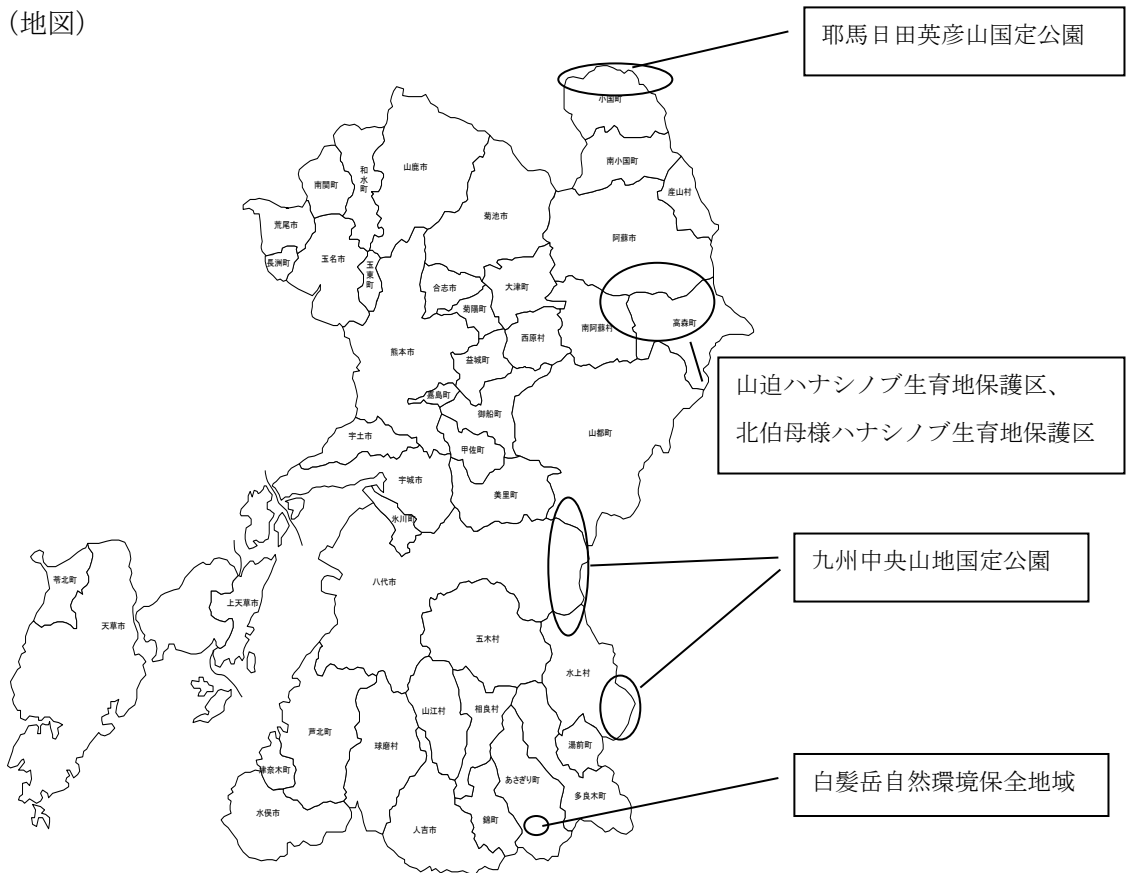 （地図）
耶馬日田英彦山国定公園
小国町
南小国町
産山村
山鹿市
和水町
南関町
菊池市
荒尾市
阿蘇市
長洲町
玉名市
玉東町
合志市
大津町
菊陽町
南阿蘇村
高森町
熊本市
西原村
益城町
山迫ハナシノブ生育地保護区、
北伯母様ハナシノブ生育地保護区
嘉島町
御船町
山都町
宇土市
甲佐町
宇城市
美里町
氷川町
九州中央山地国定公園
八代市
苓北町
上天草市
天草市
五木村
水上村
山江村
相良村
芦北町
球磨村
湯前町
津奈木町
あさぎり町
多良木町
白髪岳自然環境保全地域
水俣市
錦町
人吉市